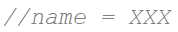 //name = XXX